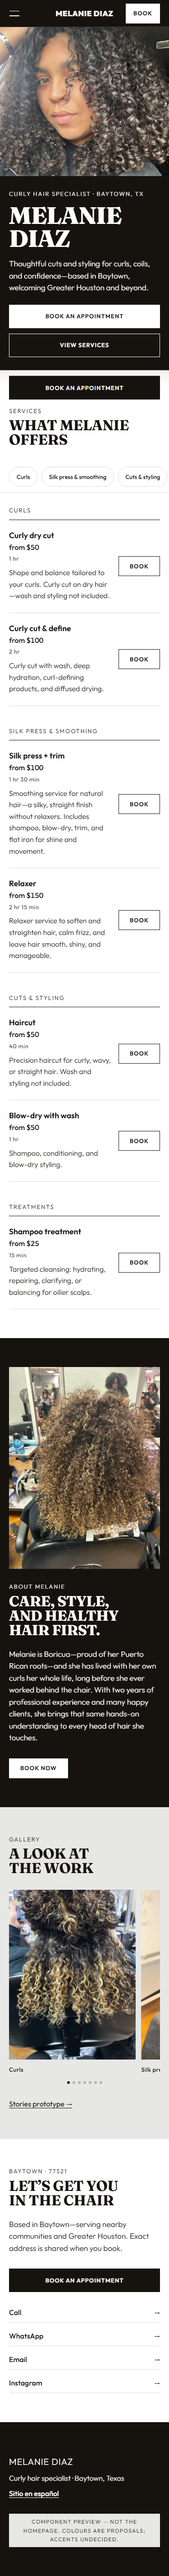 MELANIE DIAZ
BOOK
CURLY HAIR SPECIALIST · BAYTOWN, TX
MELANIE
DIAZ
Thoughtful cuts and styling for curls, coils,
and confidence—based in Baytown,
welcoming Greater Houston and beyond.
BOOK AN APPOINTMENT
VIEW SERVICES
BOOK AN APPOINTMENT
SERVICES
WHAT MELANIE
OFFERS
Curls
Silk press & smoothing
Cuts & styling
CURLS
Curly dry cut
from $50
1 hr
Shape and balance tailored to
your curls. Curly cut on dry hair
—wash and styling not included.
BOOK
Curly cut & define
from $100
2 hr
Curly cut with wash, deep
hydration, curl-defining
products, and diffused drying.
BOOK
SILK PRESS & SMOOTHING
Silk press + trim
from $100
1 hr 30 min
Smoothing service for natural
hair—a silky, straight finish
without relaxers. Includes
shampoo, blow-dry, trim, and
flat iron for shine and
movement.
BOOK
Relaxer
from $150
2 hr 15 min
Relaxer service to soften and
straighten hair, calm frizz, and
leave hair smooth, shiny, and
manageable.
BOOK
CUTS & STYLING
Haircut
from $50
40 min
Precision haircut for curly, wavy,
or straight hair. Wash and
styling not included.
BOOK
Blow-dry with wash
from $50
1 hr
Shampoo, conditioning, and
blow-dry styling.
BOOK
TREATMENTS
Shampoo treatment
from $25
15 min
Targeted cleansing: hydrating,
repairing, clarifying, or
balancing for oilier scalps.
BOOK
ABOUT MELANIE
CARE, STYLE,
AND HEALTHY
HAIR FIRST.
Melanie is Boricua—proud of her Puerto
Rican roots—and she has lived with her own
curls her whole life, long before she ever
worked behind the chair. With two years of
professional experience and many happy
clients, she brings that same hands-on
understanding to every head of hair she
touches.
BOOK NOW
GALLERY
A LOOK AT
THE WORK
Curls
Silk pre
Stories prototype →
BAYTOWN · 77521
LET'S GET YOU
IN THE CHAIR
Based in Baytown—serving nearby
communities and Greater Houston. Exact
address is shared when you book.
BOOK AN APPOINTMENT
Call →
WhatsApp →
Email →
Instagram →
MELANIE DIAZ
Curly hair specialist · Baytown, Texas
Sitio en español
COMPONENT PREVIEW — NOT THE
HOMEPAGE. COLOURS ARE PROPOSALS;
ACCENTS UNDECIDED.